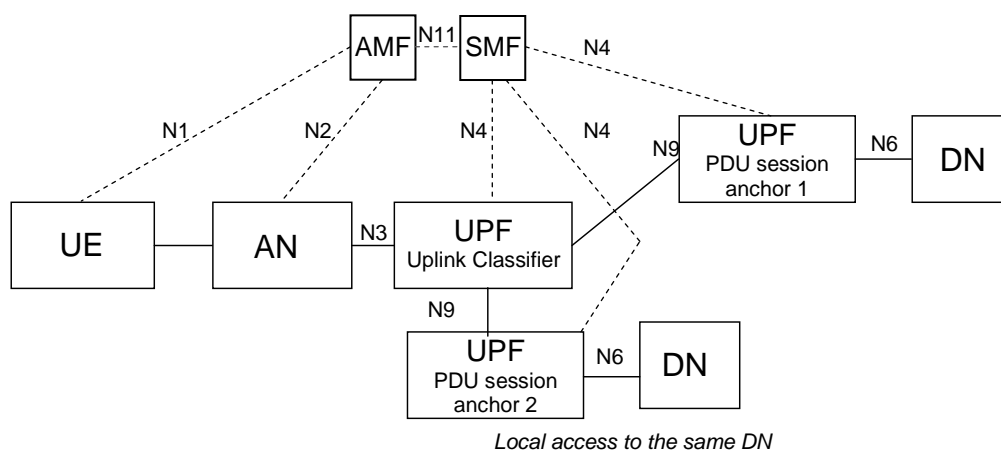 AMF
N11
SMF
N4
N1
N2
N4
N4
UPF
PDU session
anchor 1
N9
N6
DN
UE
AN
N3
UPF
Uplink Classifier
N9
UPF
PDU session
anchor 2
N6
DN
Local access to the same DN